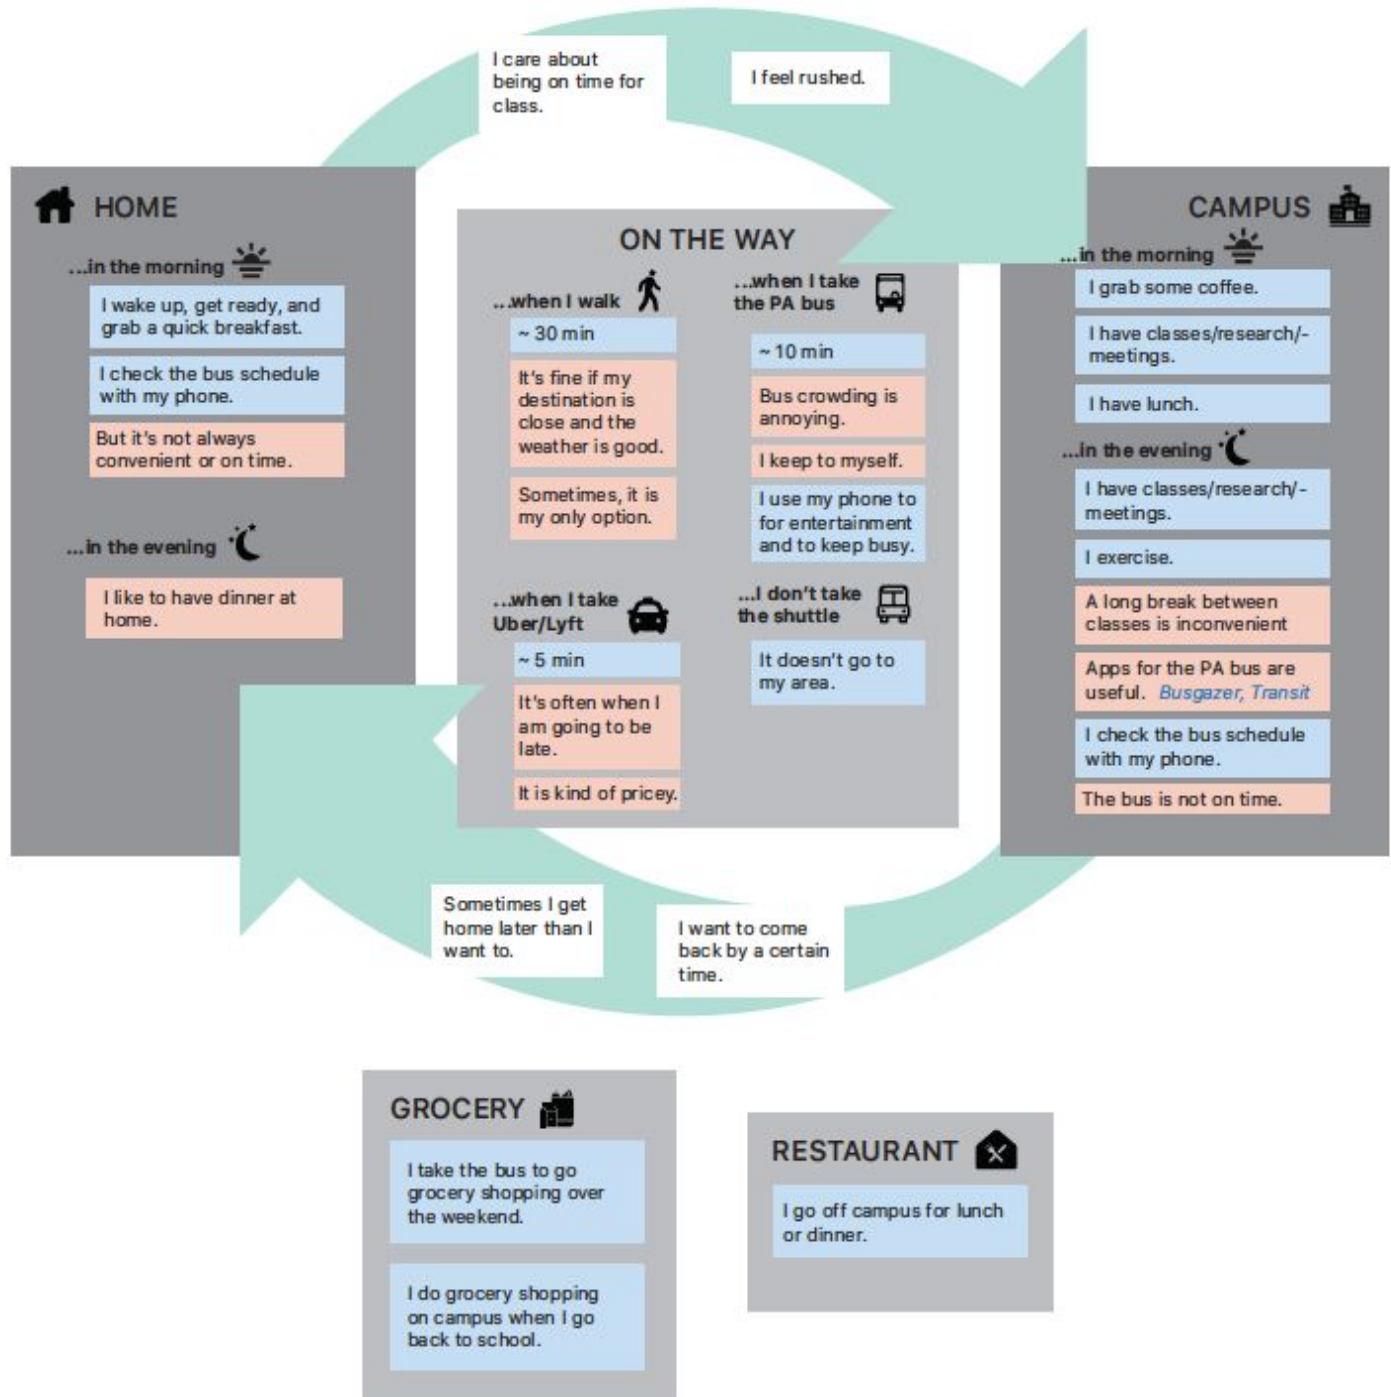 I care about
being on time for
class.
I feel rushed.
HOME
...in the morning
I wake up, get ready, and
grab a quick breakfast.
I check the bus schedule
with my phone.
But it's not always
convenient or on time.
...in the evening
I like to have dinner at
home.
ON THE WAY
...when I walk
~ 30 min
It's fine if my
destination is
close and the
weather is good.
Sometimes, it is
my only option.
...when I take
the PA bus
~ 10 min
Bus crowding is
annoying.
I keep to myself.
I use my phone to
for entertainment
and to keep busy.
...when I take
Uber/Lyft
~ 5 min
It's often when I
am going to be
late.
It is kind of pricey.
...I don't take
the shuttle
It doesn't go to
my area.
CAMPUS
...in the morning
I grab some coffee.
I have classes/research/-
meetings.
I have lunch.
...in the evening
I have classes/research/-
meetings.
I exercise.
A long break between
classes is inconvenient
Apps for the PA bus are
useful. Busgazer, Transit
I check the bus schedule
with my phone.
The bus is not on time.
Sometimes I get
home later than I
want to.
I want to come
back by a certain
time.
GROCERY
I take the bus to go
grocery shopping over
the weekend.
I do grocery shopping
on campus when I go
back to school.
RESTAURANT
I go off campus for lunch
or dinner.